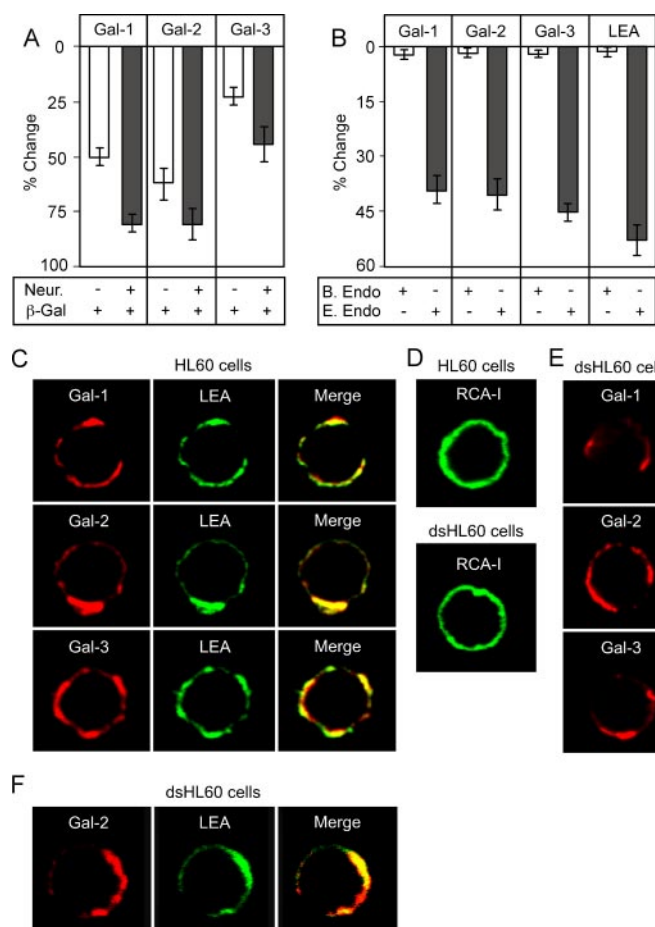 A
Gal-1 Gal-2 Gal-3
% Change
0
25
50
75
100
Neur. - + - + - +
β-Gal + + + + + +
B
Gal-1 Gal-2 Gal-3 LEA
% Change
0
15
30
45
60
B. Endo + - + - + - + -
E. Endo - + - + - + - +
C
HL60 cells
Gal-1 LEA Merge
Gal-2 LEA Merge
Gal-3 LEA Merge
D
HL60 cells
RCA-I
dsHL60 cells
RCA-I
E
dsHL60 cel
Gal-1
Gal-2
Gal-3
F
dsHL60 cells
Gal-2 LEA Merge